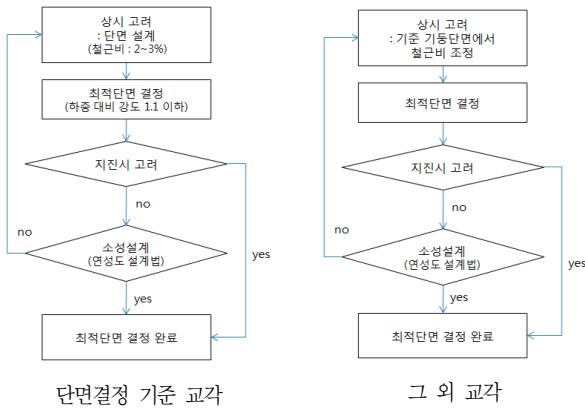 상시 고려
: 단면 설계
(철근비 : 2~3%)
최적단면 결정
(하중 대비 강도 1.1 이하)
지진시 고려
no
no
소성설계
(연성도 설계법)
yes
yes
최적단면 결정 완료
단면결정 기준 교각
상시 고려
: 기준 기둥단면에서
철근비 조정
최적단면 결정
지진시 고려
no
no
소성설계
(연성도 설계법)
yes
yes
최적단면 결정 완료
그 외 교각